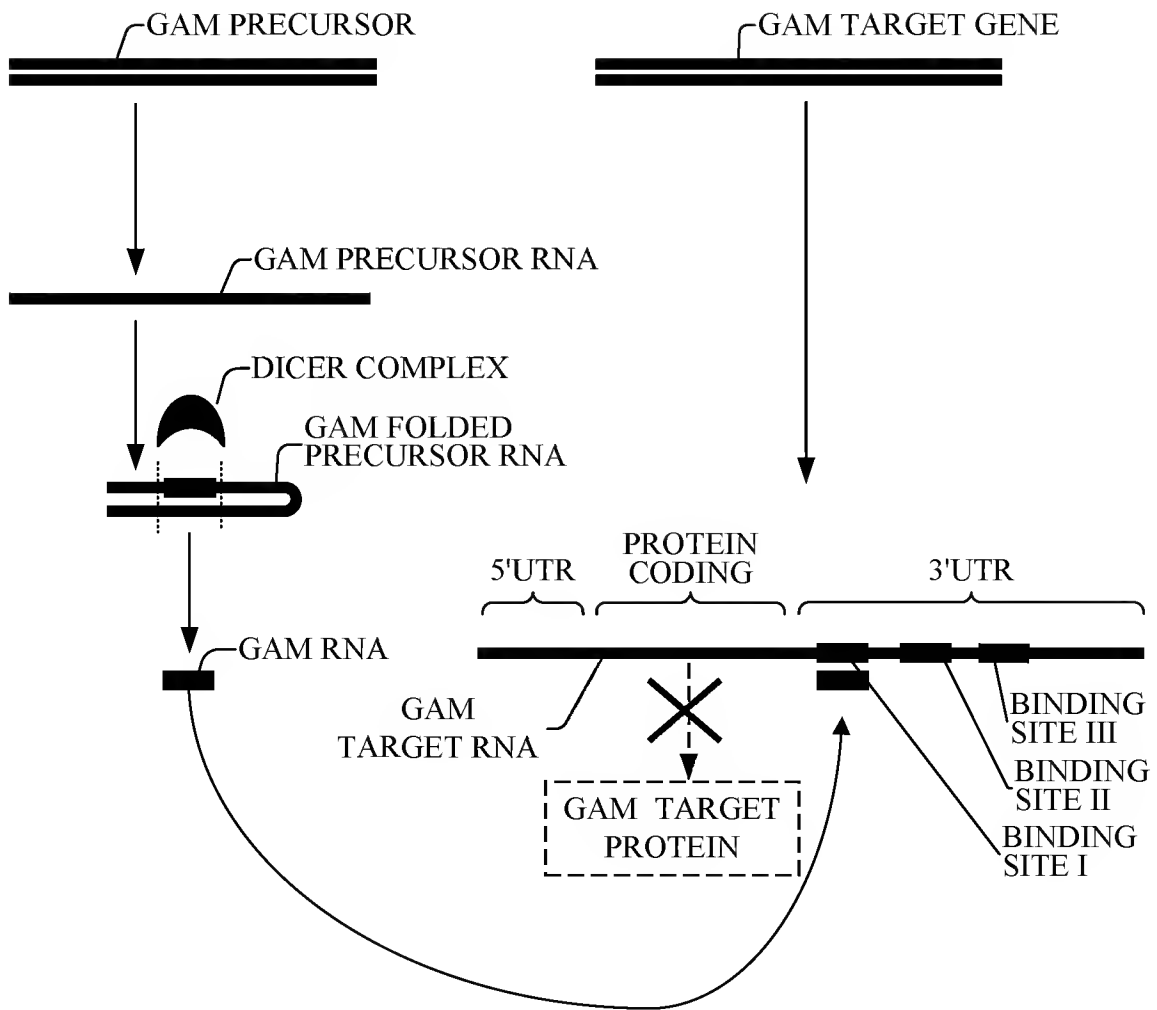 GAM PRECURSOR
GAM TARGET GENE
GAM PRECURSOR RNA
DICER COMPLEX
GAM FOLDED
PRECURSOR RNA
5'UTR
PROTEIN
CODING
3'UTR
GAM RNA
GAM
TARGET RNA
BINDING
SITE III
BINDING
SITE II
BINDING
SITE I
GAM TARGET
PROTEIN